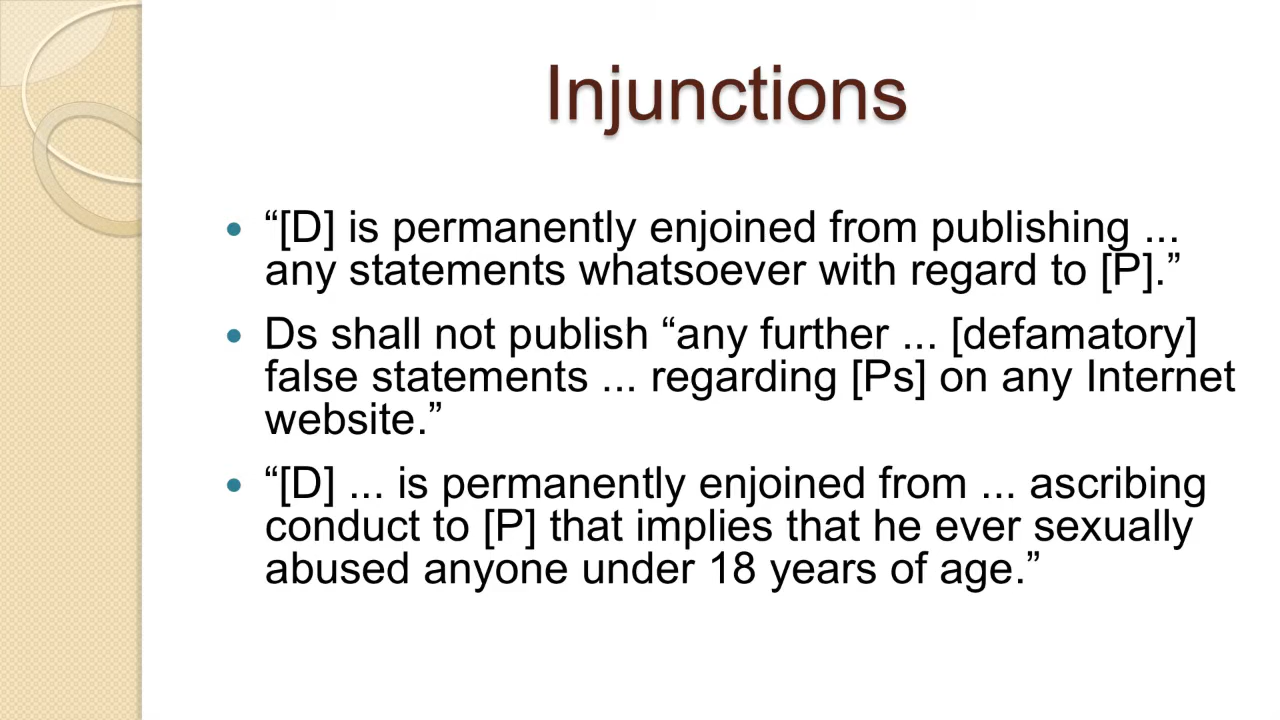 Injunctions
• “[D] is permanently enjoined from publishing ...
any statements whatsoever with regard to [P].”
• Ds shall not publish “any further ... [defamatory]
false statements ... regarding [Ps] on any Internet
website.”
• “[D] ... is permanently enjoined from ... ascribing
conduct to [P] that implies that he ever sexually
abused anyone under 18 years of age.”